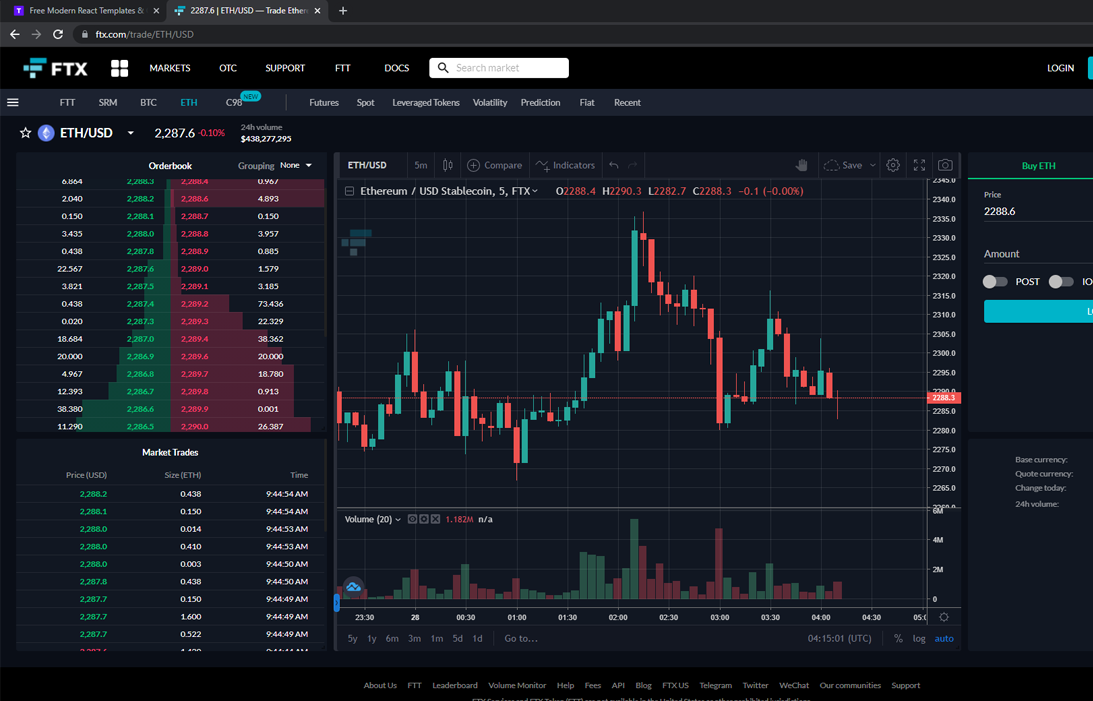 Free Modern React Templates &
2287.6 | ETH/USD — Trade Ethen
ftx.com/trade/ETH/USD
FTX MARKETS OTC SUPPORT FTT DOCS Search market LOGIN
FTT SRM BTC ETH C98 NEW Futures Spot Leveraged Tokens Volatility Prediction Fiat Recent
ETH/USD 2,287.6 -0.10% 24h volume
$438,277,295
Orderbook Grouping None
6.864 2,288.3 2,288.4 0.967
2.040 2,288.2 2,288.6 4.893
0.150 2,288.1 2,288.7 0.150
3.435 2,288.0 2,288.8 3.957
0.438 2,287.8 2,288.9 0.885
22.567 2,287.6 2,289.0 1.579
3.821 2,287.5 2,289.1 3.185
0.438 2,287.4 2,289.2 73.436
0.020 2,287.3 2,289.3 22.329
18.684 2,287.0 2,289.4 38.362
20.000 2,286.9 2,289.6 20.000
4.967 2,286.8 2,289.7 18.780
12.393 2,286.7 2,289.8 0.913
38.380 2,286.6 2,289.9 0.001
11.290 2,286.5 2,290.0 26.387
Market Trades
Price (USD) Size (ETH) Time
2,288.2 0.438 9:44:54 AM
2,288.1 0.150 9:44:54 AM
2,288.0 0.014 9:44:53 AM
2,288.0 0.410 9:44:53 AM
2,288.0 0.003 9:44:50 AM
2,287.8 0.438 9:44:50 AM
2,287.7 0.150 9:44:49 AM
2,287.7 1.600 9:44:49 AM
2,287.7 0.522 9:44:49 AM
ETH/USD 5m Compare Indicators Save
Ethereum / USD Stablecoin, 5, FTX O2288.4 H2290.3 L2282.7 C2288.3 -0.1 (-0.00%)
2345.0
2340.0
2335.0
2330.0
2325.0
2320.0
2315.0
2310.0
2305.0
2300.0
2295.0
2290.0
2288.3
2285.0
2280.0
2275.0
2270.0
2265.0
2260.0
Volume (20) 1.182M n/a
6M
4M
2M
0
23:30 28 00:30 01:00 01:30 02:00 02:30 03:00 03:30 04:00 04:30 05:0
5y 1y 6m 3m 1m 5d 1d Go to... 04:15:01 (UTC) % log auto
Buy ETH
Price
2288.6
Amount
POST IO
Base currency:
Quote currency:
Change today:
24h volume:
About Us FTT Leaderboard Volume Monitor Help Fees API Blog FTX US Telegram Twitter WeChat Our communities Support